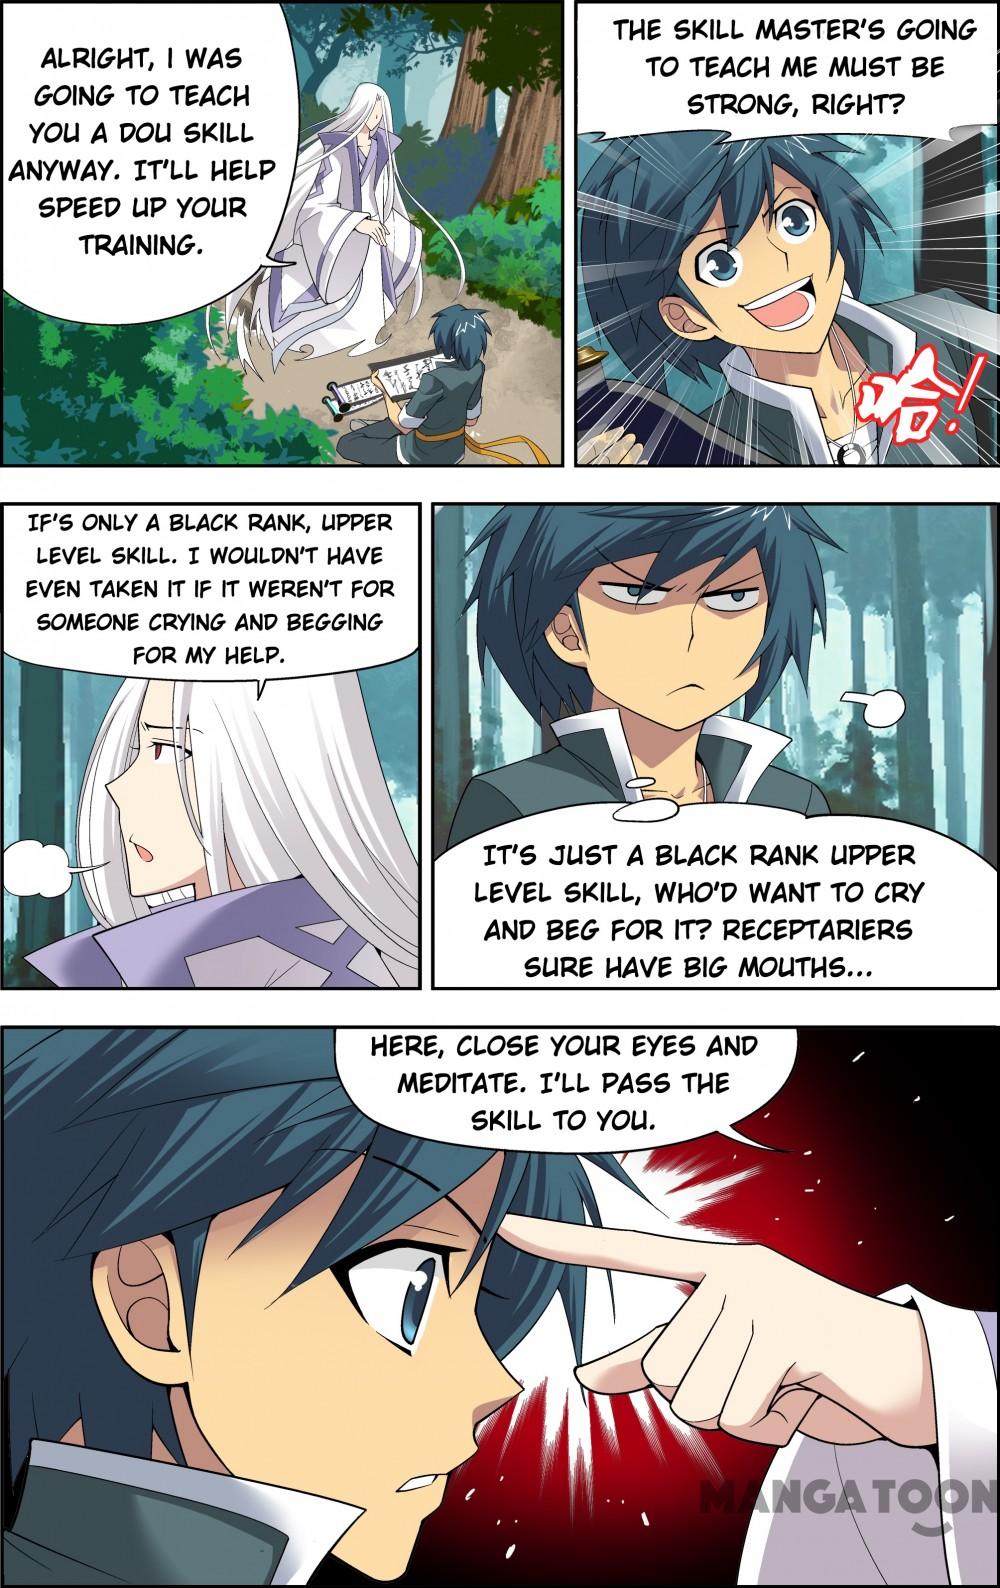 ALRIGHT, I WAS
GOING TO TEACH
YOU A DOU SKILL
ANYWAY. IT'LL HELP
SPEED UP YOUR
TRAINING.
THE SKILL MASTER'S GOING
TO TEACH ME MUST BE
STRONG, RIGHT?
哈!
IF'S ONLY A BLACK RANK, UPPER
LEVEL SKILL. I WOULDN'T HAVE
EVEN TAKEN IT IF IT WEREN'T FOR
SOMEONE CRYING AND BEGGING
FOR MY HELP.
IT'S JUST A BLACK RANK UPPER
LEVEL SKILL, WHO'D WANT TO CRY
AND BEG FOR IT? RECEPTARIERS
SURE HAVE BIG MOUTHS...
HERE, CLOSE YOUR EYES AND
MEDITATE. I'LL PASS THE
SKILL TO YOU.
MANGATOON